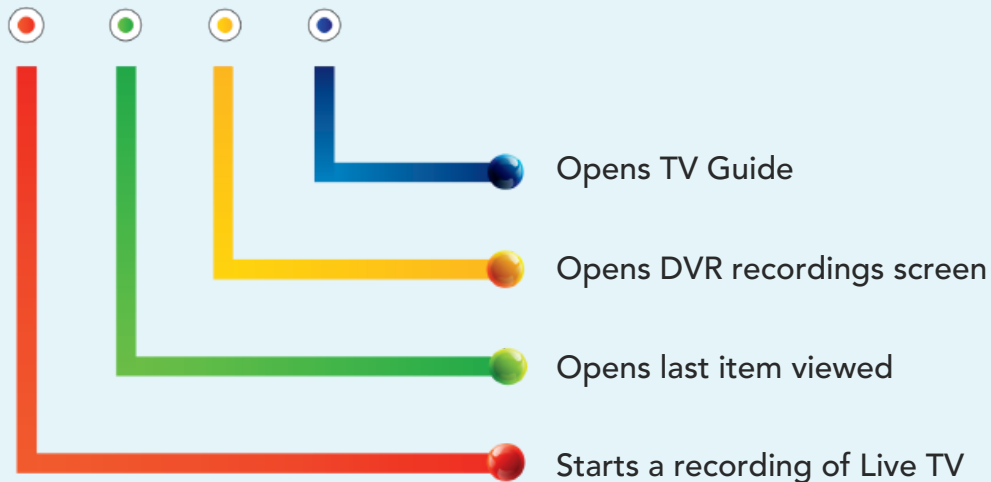 Opens TV Guide
Opens DVR recordings screen
Opens last item viewed
Starts a recording of Live TV